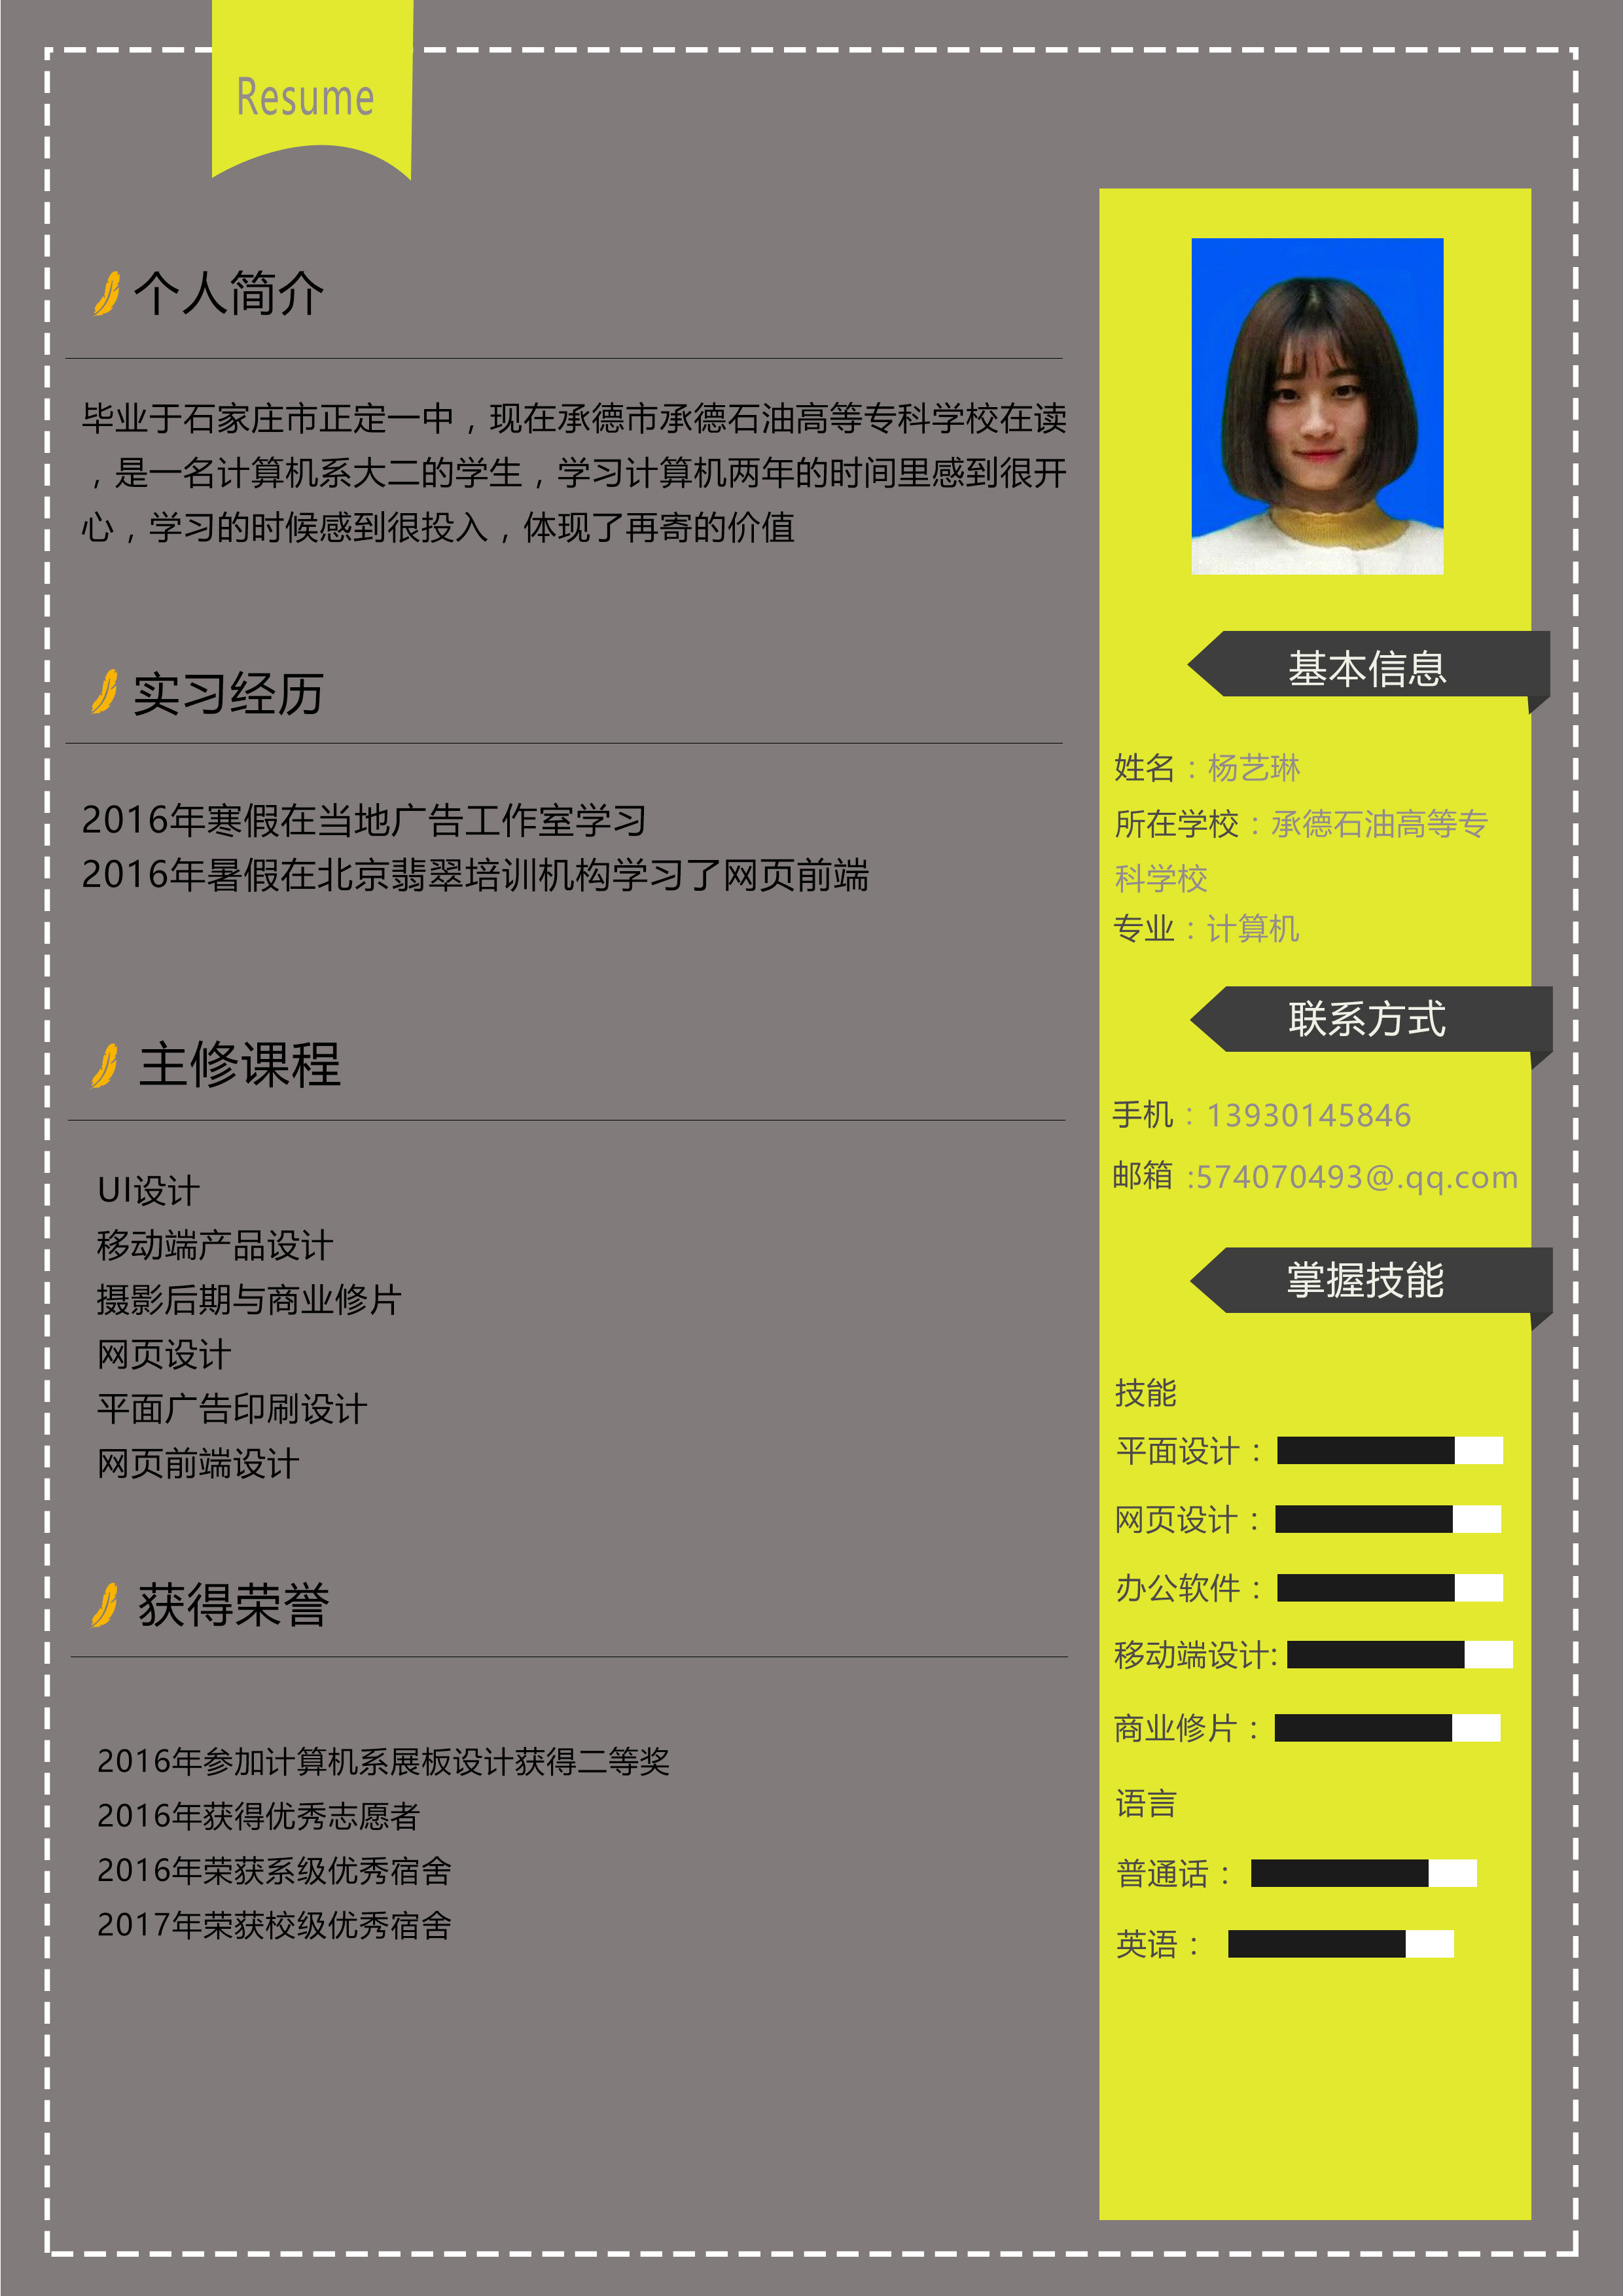 Resume
个人简介
毕业于石家庄市正定一中，现在承德市承德石油高等专科学校在读
，是一名计算机系大二的学生，学习计算机两年的时间里感到很开
心，学习的时候感到很投入，体现了再寄的价值
实习经历
2016年寒假在当地广告工作室学习
2016年暑假在北京翡翠培训机构学习了网页前端
主修课程
UI设计
移动端产品设计
摄影后期与商业修片
网页设计
平面广告印刷设计
网页前端设计
获得荣誉
2016年参加计算机系展板设计获得二等奖
2016年获得优秀志愿者
2016年荣获系级优秀宿舍
2017年荣获校级优秀宿舍
基本信息
姓名：杨艺琳
所在学校：承德石油高等专
科学校
专业：计算机
联系方式
手机：13930145846
邮箱 :574070493@.qq.com
掌握技能
技能
平面设计：
网页设计：
办公软件：
移动端设计:
商业修片：
语言
普通话：
英语：